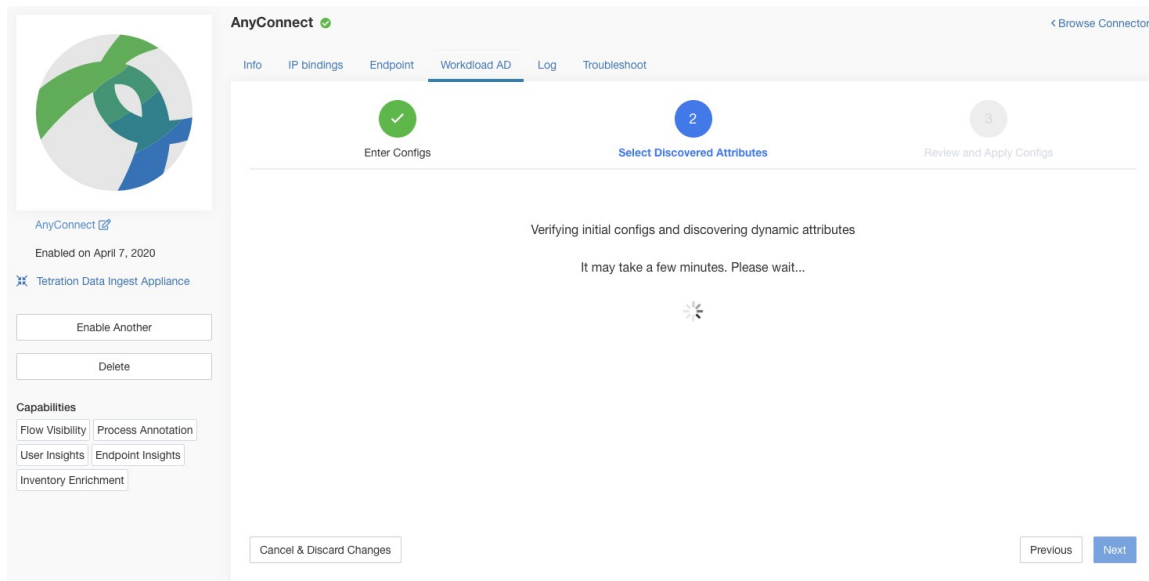 AnyConnect
< Browse Connector
Info IP bindings Endpoint Workdload AD Log Troubleshoot
2 3
Enter Configs Select Discovered Attributes Review and Apply Configs
AnyConnect
Enabled on April 7, 2020
Tetration Data Ingest Appliance
Enable Another
Delete
Capabilities
Flow Visibility Process Annotation
User Insights Endpoint Insights
Inventory Enrichment
Verifying initial configs and discovering dynamic attributes
It may take a few minutes. Please wait...
Cancel & Discard Changes Previous Next